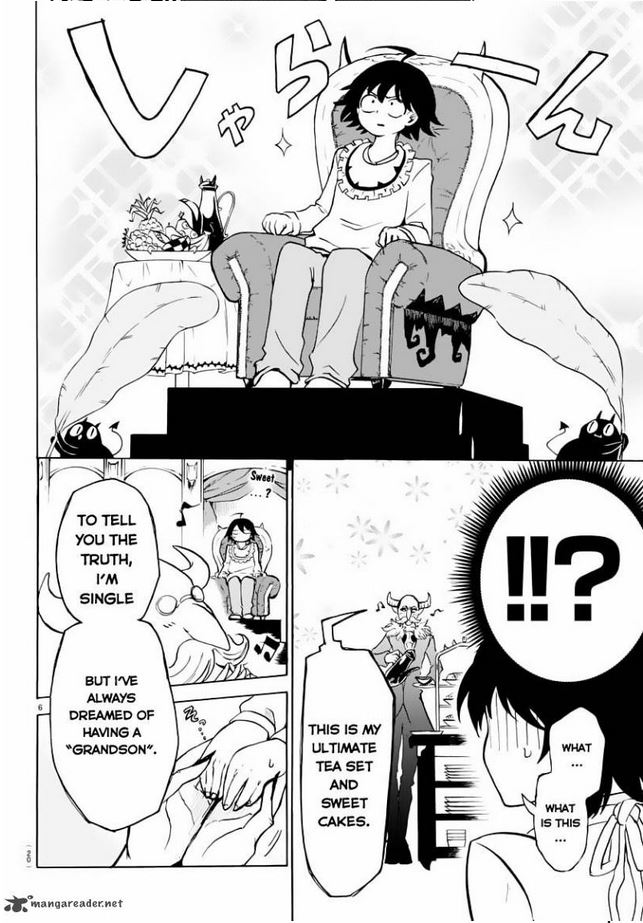 しゃらーん
!!?
WHAT
...
WHAT
IS THIS
...
THIS IS MY
ULTIMATE
TEA SET
AND
SWEET
CAKES.
Sweet
...?
TO TELL
YOU THE
TRUTH,
I'M
SINGLE
BUT I'VE
ALWAYS
DREAMED OF
HAVING A
"GRANDSON".
6
mangareader.net